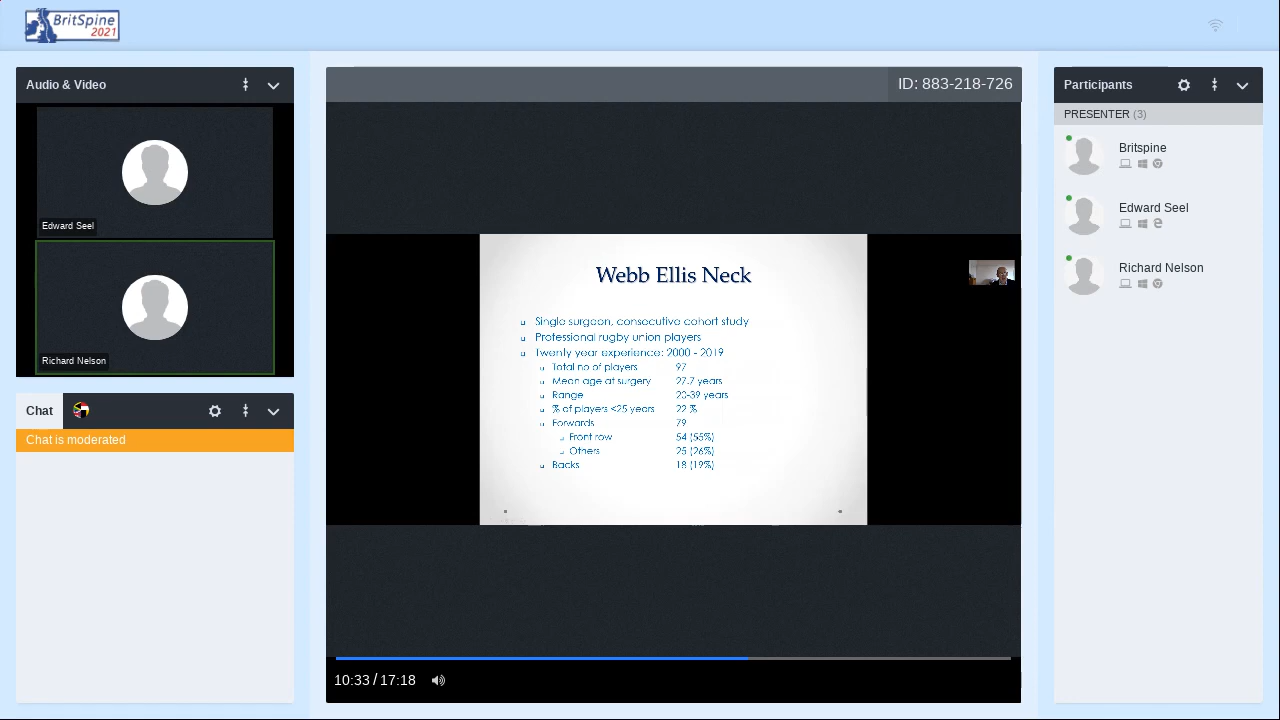 BritSpine
2021
Audio & Video
Edward Seel
Richard Nelson
Chat
Chat is moderated
ID: 883-218-726
Webb Ellis Neck
Single surgeon, consecutive cohort study
Professional rugby union players
Twenty year experience: 2000 - 2019
Total no of players 97
Mean age at surgery 27.7 years
Range 20-39 years
% of players <25 years 22 %
Forwards 79
Front row 54 (55%)
Others 25 (26%)
Backs 18 (19%)
10:33 / 17:18
Participants
PRESENTER (3)
Britspine
Edward Seel
Richard Nelson